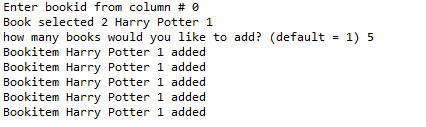 Enter bookid from column # 0
Book selected 2 Harry Potter 1
how many books would you like to add? (default = 1) 5
Bookitem Harry Potter 1 added
Bookitem Harry Potter 1 added
Bookitem Harry Potter 1 added
Bookitem Harry Potter 1 added
Bookitem Harry Potter 1 added